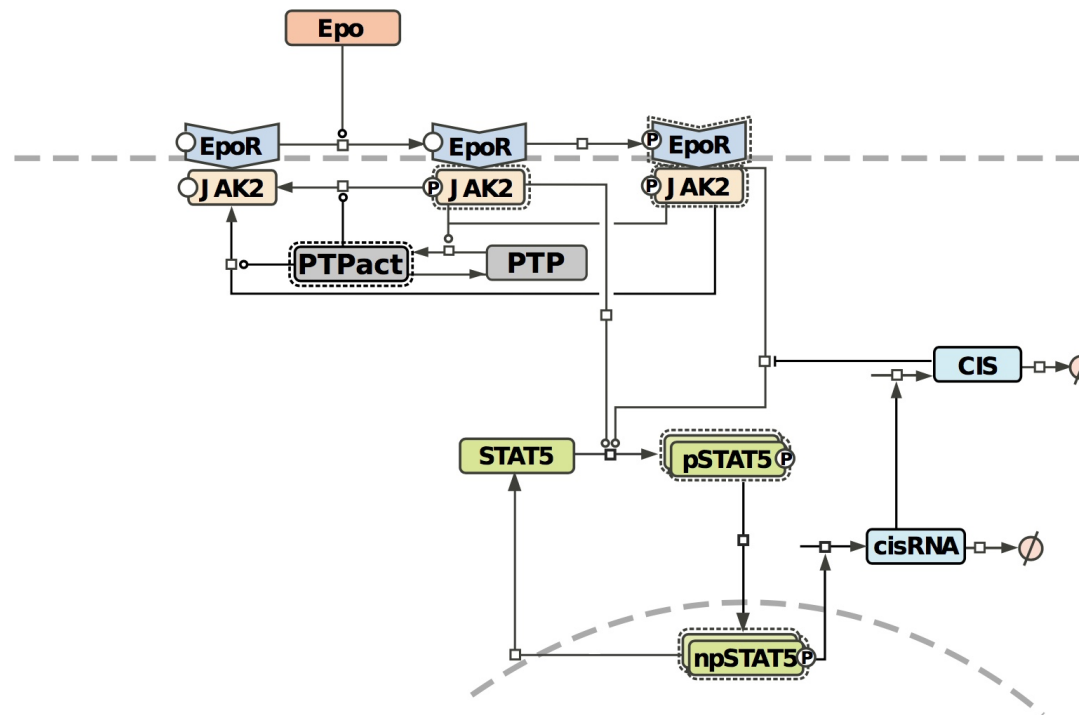 Epo
EpoR
EpoR
P
EpoR
JAK2
P
JAK2
P
JAK2
PTPact
PTP
CIS
STAT5
pSTAT5
P
cisRNA
npSTAT5
P